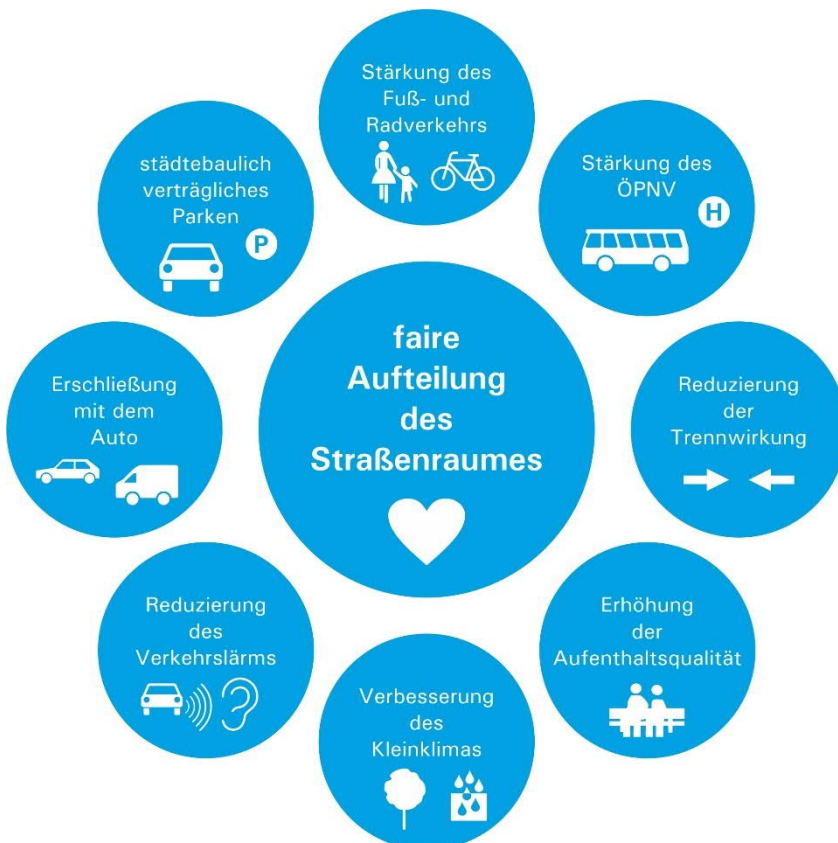 Stärkung des
Fuß- und
Radverkehrs
städtebaulich
verträgliches
Parken
P
Stärkung des
ÖPNV
H
faire
Aufteilung
des
Straßenraumes
Erschließung
mit dem
Auto
Reduzierung
der
Trennwirkung
Reduzierung
des
Verkehrslärms
Erhöhung
der
Aufenthaltsqualität
Verbesserung
des
Kleinklimas